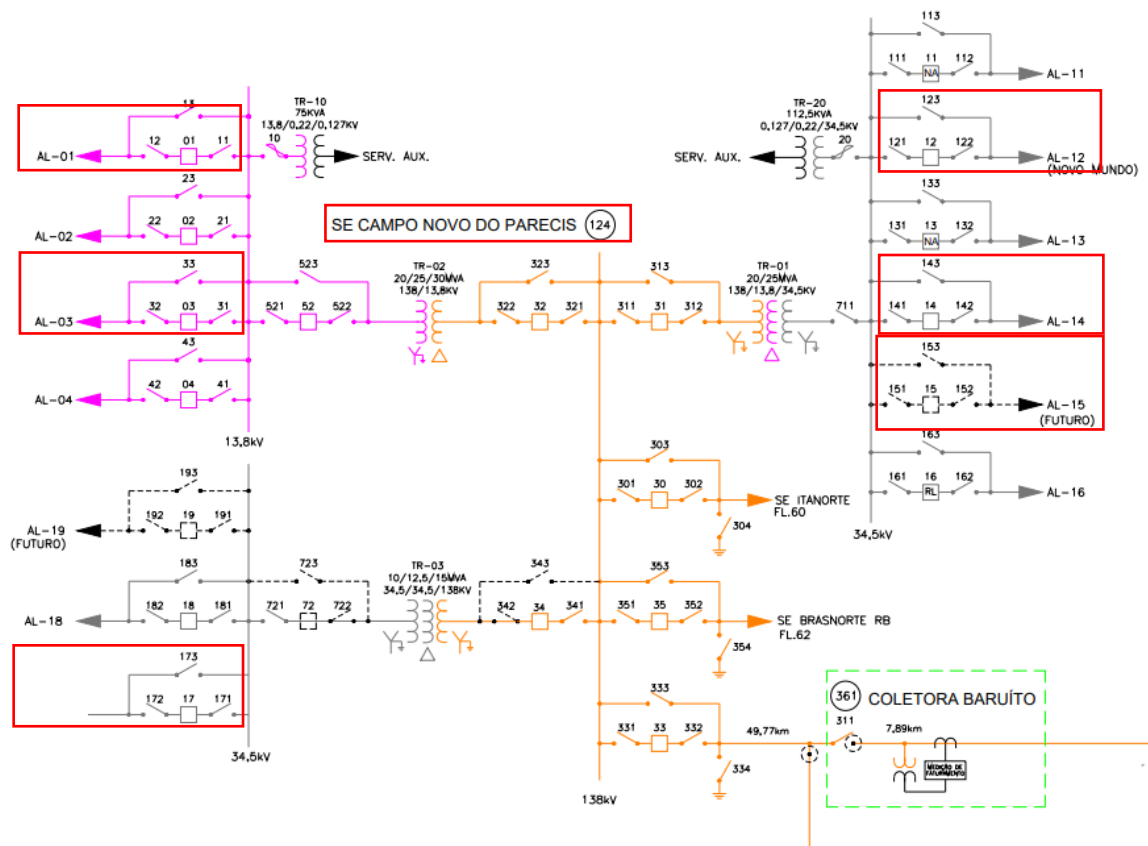 113
111 11 112
NA
AL-11
13
TR-10
75KVA
13,8/0,22/0,127KV
10
TR-20
112,5KVA
0.127/0.22/34.5KV
20
123
12 01 11
AL-01
SERV. AUX.
SERV. AUX.
121 12 122
AL-12
(NOVO MUNDO)
23
22 02 21
AL-02
SE CAMPO NOVO DO PARECIS 124
133
131 13 132
NA
AL-13
33
523
TR-02
20/25/30MVA
138/13,8KV
323
313
TR-01
20/25MVA
138/13,8/34,5KV
143
32 03 31
AL-03
521 52 522
322 32 321
311 31 312
711
141 14 142
AL-14
43
42 04 41
AL-04
153
151 15 152
AL-15
(FUTURO)
13.8kV
163
161 16 162
RL
AL-16
34,5kV
303
301 30 302
SE ITANORTE
FL.60
304
193
192 19 191
AL-19
(FUTURO)
183
723
TR-03
10/12,5/15MVA
34,5/34,5/138KV
343
353
182 18 181
AL-18
721 72 722
342 34 341
351 35 352
SE BRASNORTE RB
FL.62
354
173
172 17 171
34.5kV
333
331 33 332
334
138kV
49,77km
361 COLETORA BARUÍTO
311
7,89km
MEDIÇÃO DE
FATURAMENTO